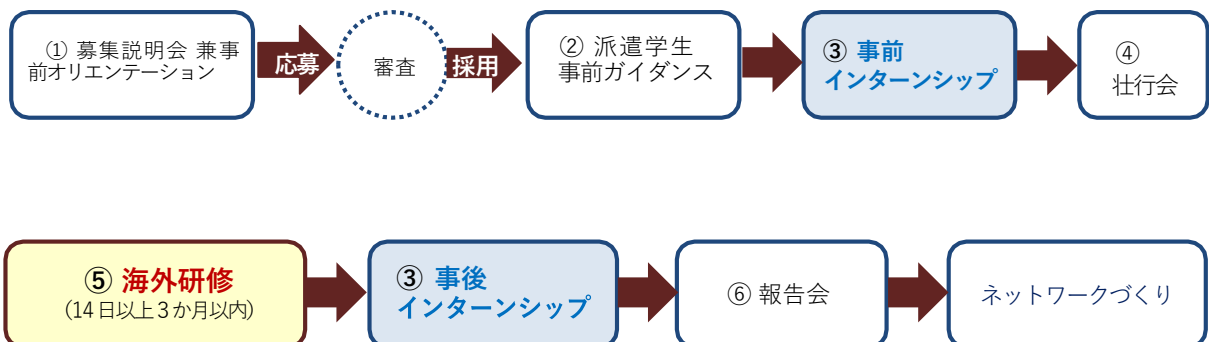 ① 募集説明会 兼事
前オリエンテーション
応募
審査
採用
② 派遣学生
事前ガイダンス
③ 事前
インターンシップ
④
壮行会
⑤ 海外研修
(14日以上3か月以内)
③ 事後
インターンシップ
⑥ 報告会
ネットワークづくり